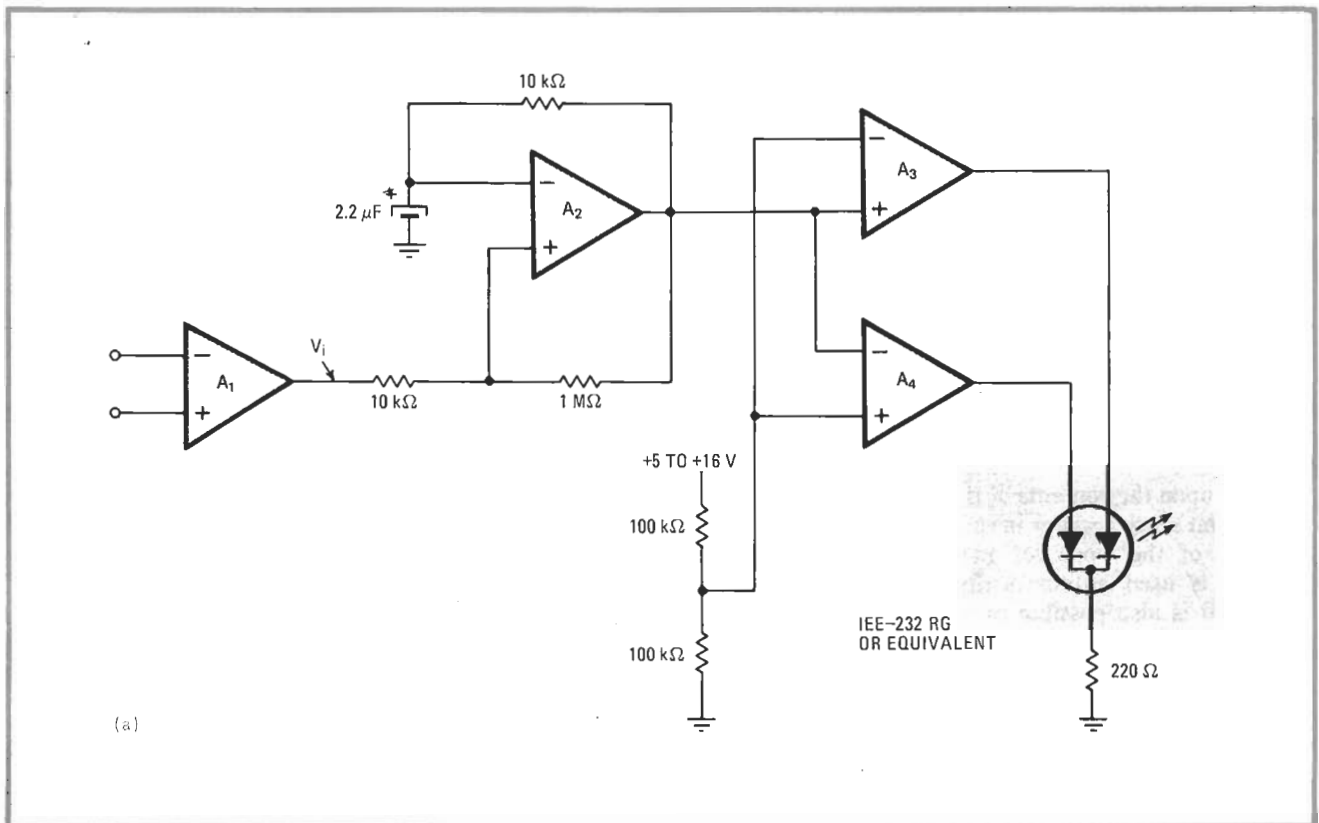 10 kΩ
−
A₃
+
−
A₂
+
2.2 μF
Vᵢ
−
A₁
+
10 kΩ
1 MΩ
−
A₄
+
+5 TO +16 V
100 kΩ
100 kΩ
IEE–232 RG
OR EQUIVALENT
220 Ω
(a)